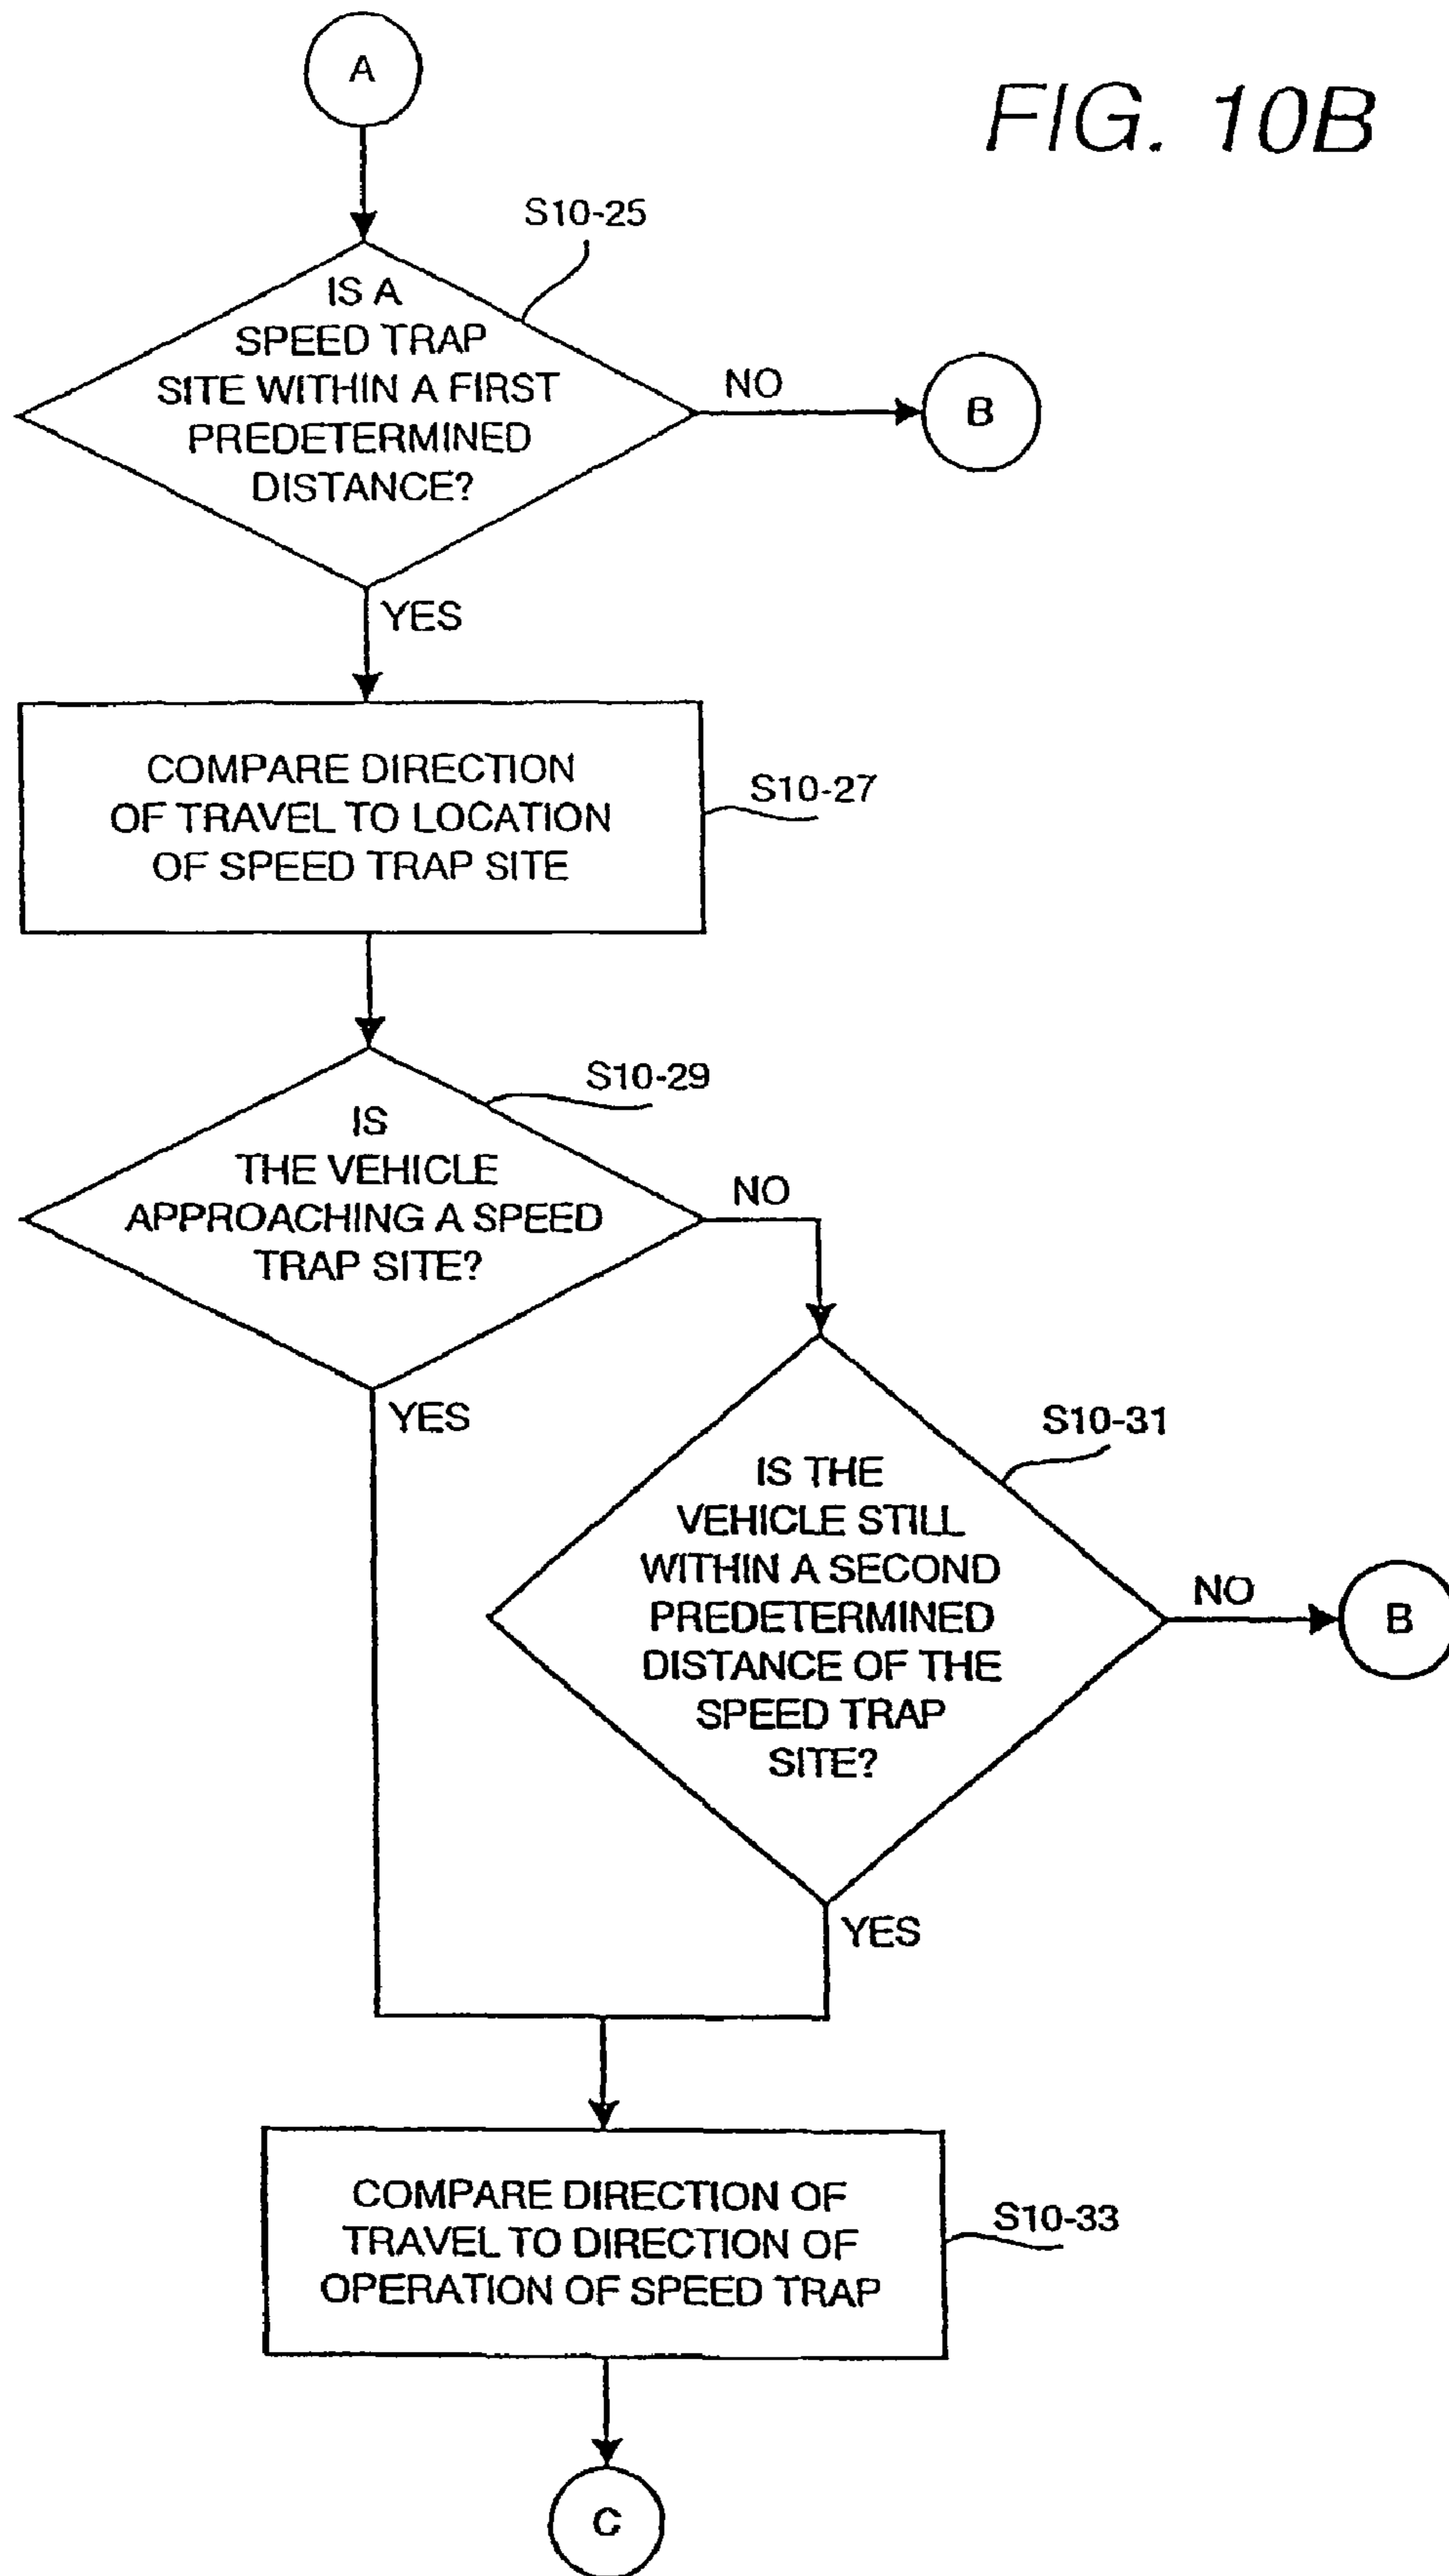 A
FIG. 10B
S10-25
IS A
SPEED TRAP
SITE WITHIN A FIRST
PREDETERMINED
DISTANCE?
NO
B
YES
COMPARE DIRECTION
OF TRAVEL TO LOCATION
OF SPEED TRAP SITE
S10-27
S10-29
IS
THE VEHICLE
APPROACHING A SPEED
TRAP SITE?
NO
YES
S10-31
IS THE
VEHICLE STILL
WITHIN A SECOND
PREDETERMINED
DISTANCE OF THE
SPEED TRAP
SITE?
NO
B
YES
COMPARE DIRECTION OF
TRAVEL TO DIRECTION OF
OPERATION OF SPEED TRAP
S10-33
C